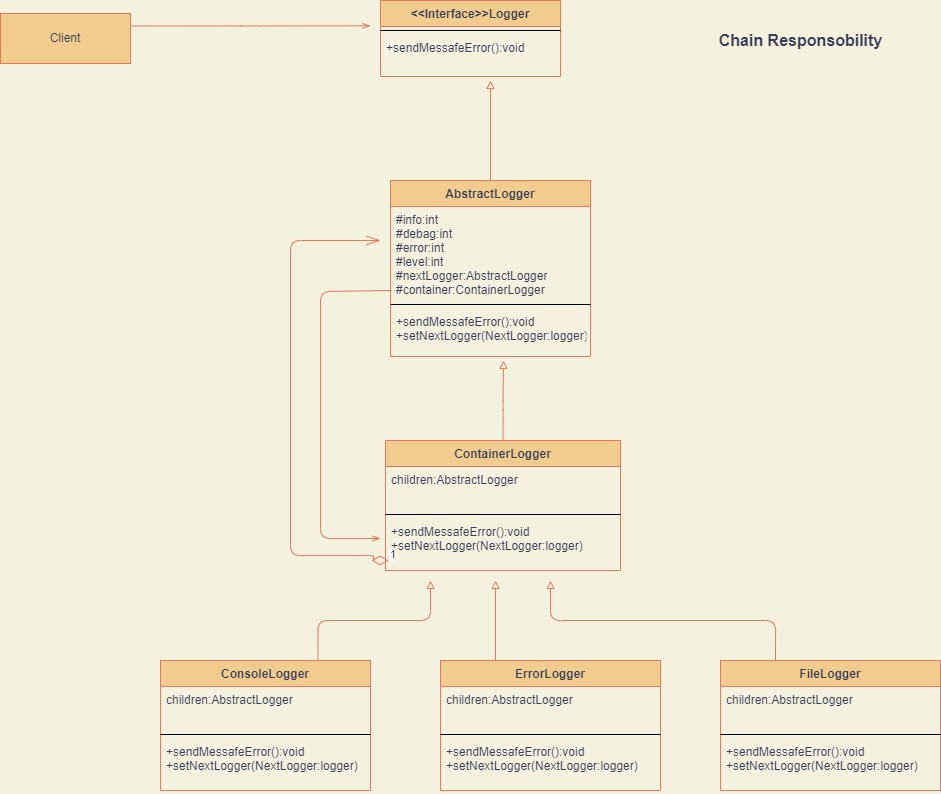 <<Interface>>Logger
Client
Chain Responsobility
+sendMessafeError():void
AbstractLogger
#info:int
#debag:int
#error:int
#level:int
#nextLogger:AbstractLogger
#container:ContainerLogger
+sendMessafeError():void
+setNextLogger(NextLogger:logger)
ContainerLogger
children:AbstractLogger
+sendMessafeError():void
+setNextLogger(NextLogger:logger)
1
ConsoleLogger
children:AbstractLogger
+sendMessafeError():void
+setNextLogger(NextLogger:logger)
ErrorLogger
children:AbstractLogger
+sendMessafeError():void
+setNextLogger(NextLogger:logger)
FileLogger
children:AbstractLogger
+sendMessafeError():void
+setNextLogger(NextLogger:logger)